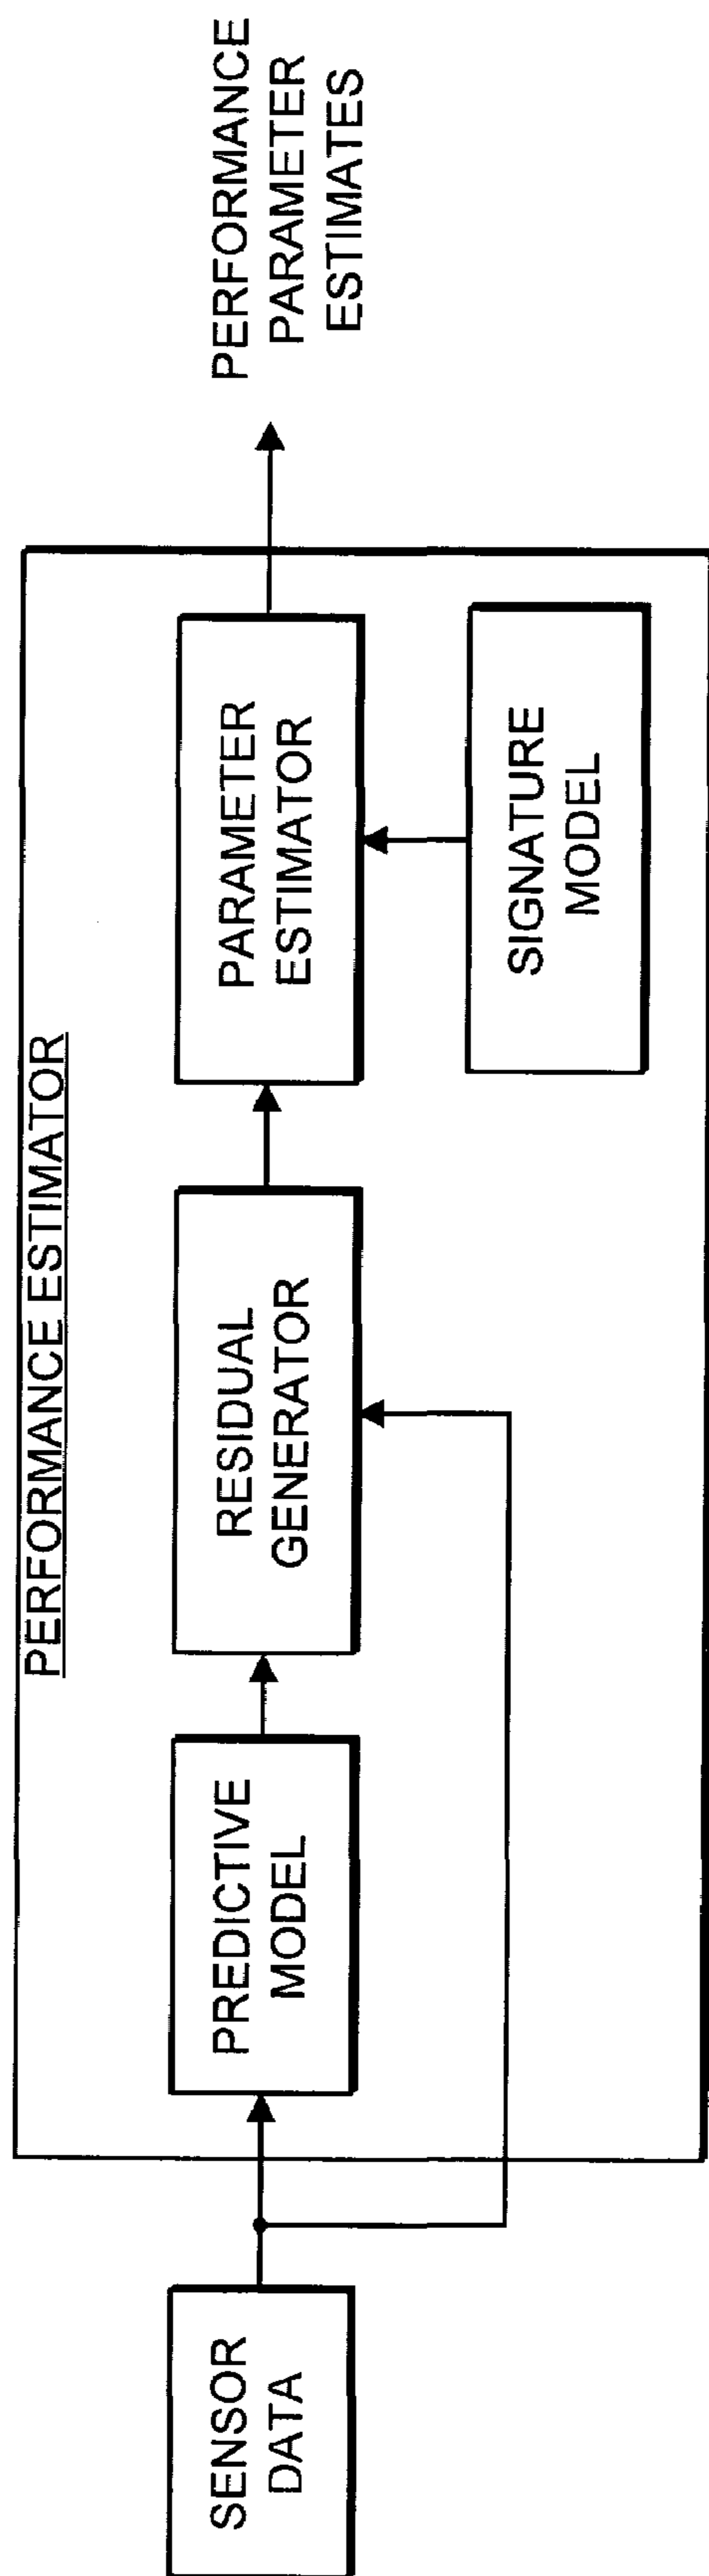 PERFORMANCE ESTIMATOR
SENSOR
DATA
PREDICTIVE
MODEL
RESIDUAL
GENERATOR
PARAMETER
ESTIMATOR
SIGNATURE
MODEL
PERFORMANCE
PARAMETER
ESTIMATES